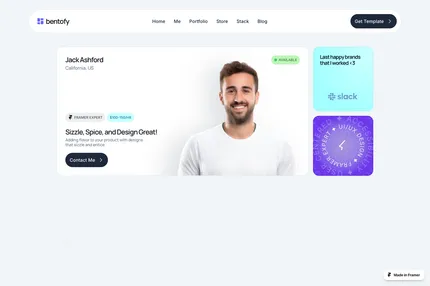 bentofy
Home
Me
Portfolio
Store
Stack
Blog
Get Template
Jack Ashford
California, US
AVAILABLE
FRAMER EXPERT
Sizzle, Spice, and Design Great!
Adding flavor to your product with designs
that sizzle and entice
Contact Me
Last happy brands
that I worked <3
slack
UI/UX DESIGN
FRAMER EXPERT
Made in Framer